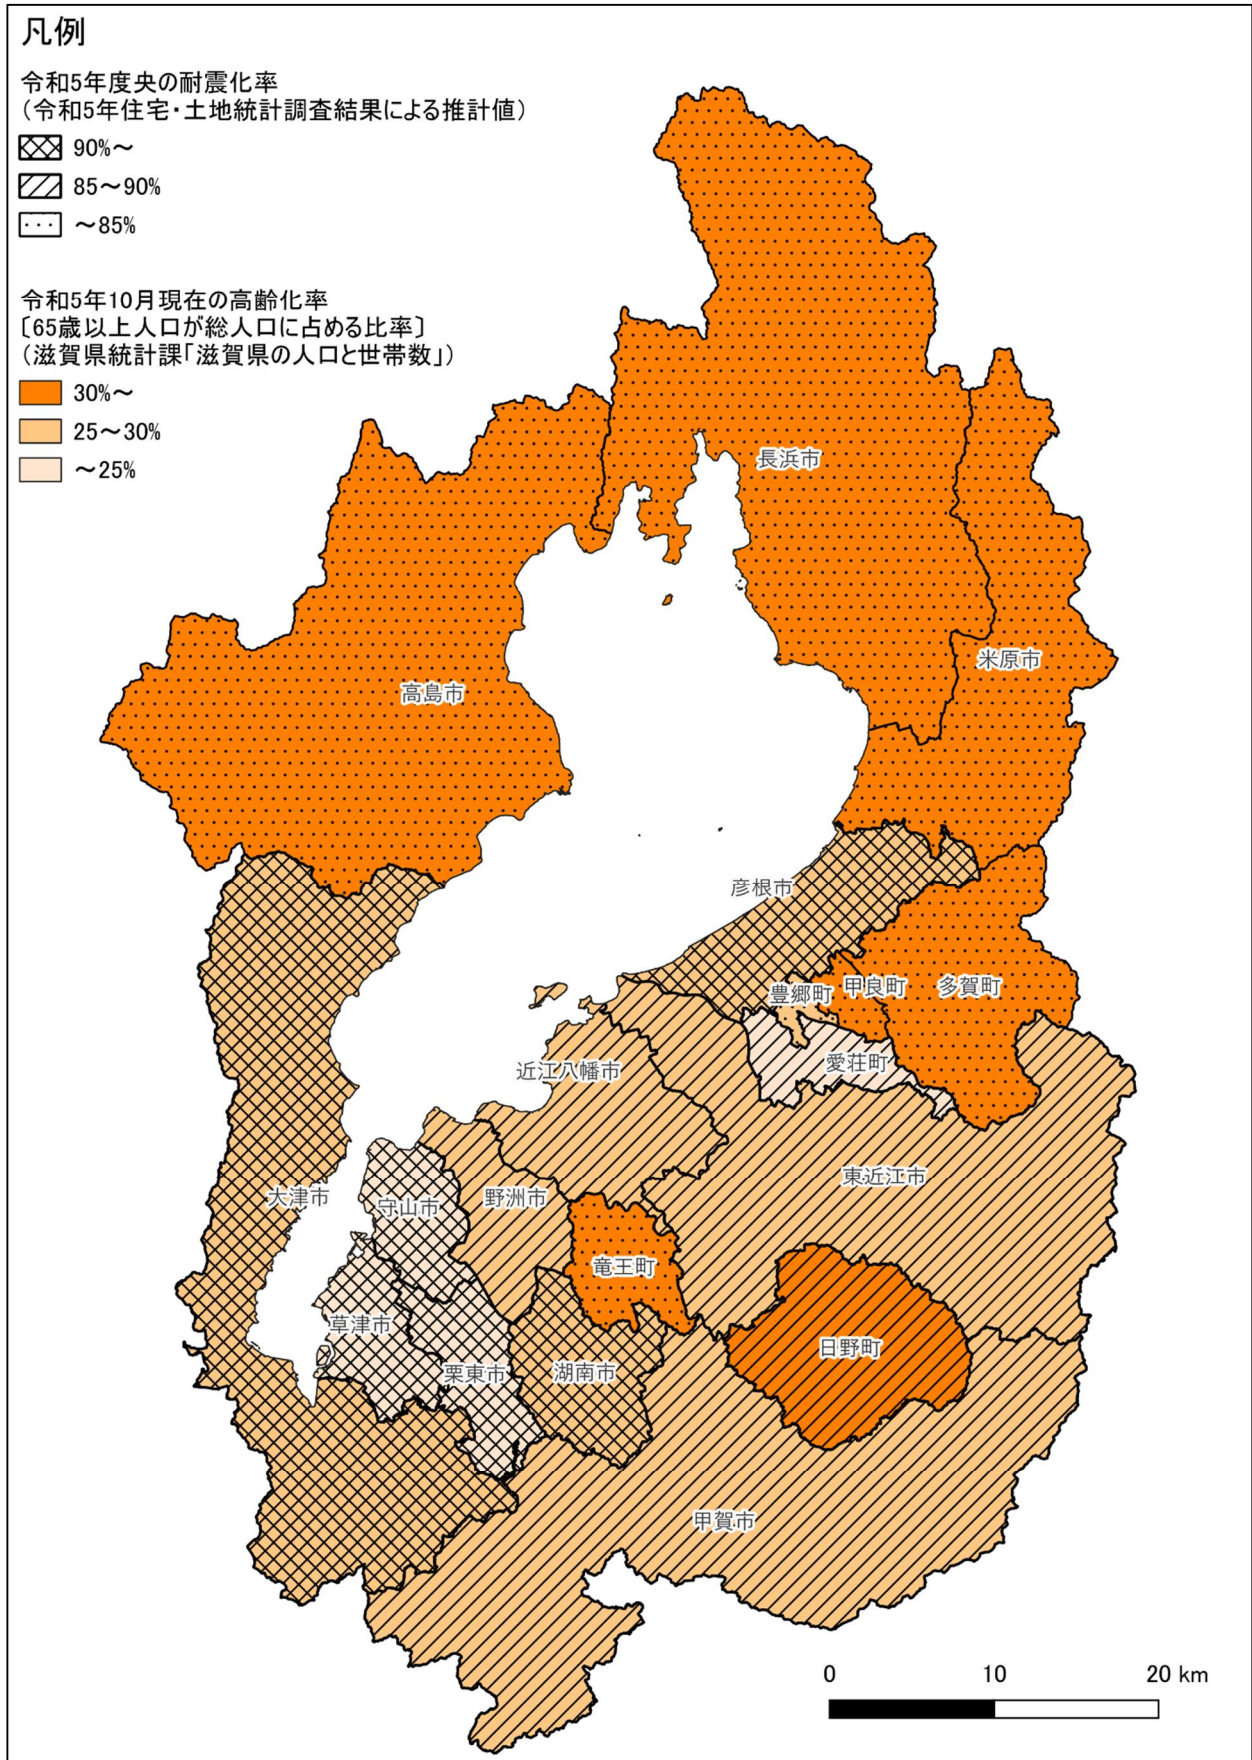 凡例
令和5年度央の耐震化率
（令和5年住宅・土地統計調査結果による推計値）
90%～
85～90%
～85%
令和5年10月現在の高齢化率
〔65歳以上人口が総人口に占める比率〕
（滋賀県統計課「滋賀県の人口と世帯数」）
30%～
25～30%
～25%
長浜市
米原市
高島市
彦根市
豊郷町
甲良町
多賀町
愛荘町
近江八幡市
東近江市
大津市
守山市
野洲市
竜王町
草津市
栗東市
湖南市
日野町
甲賀市
0 10 20 km